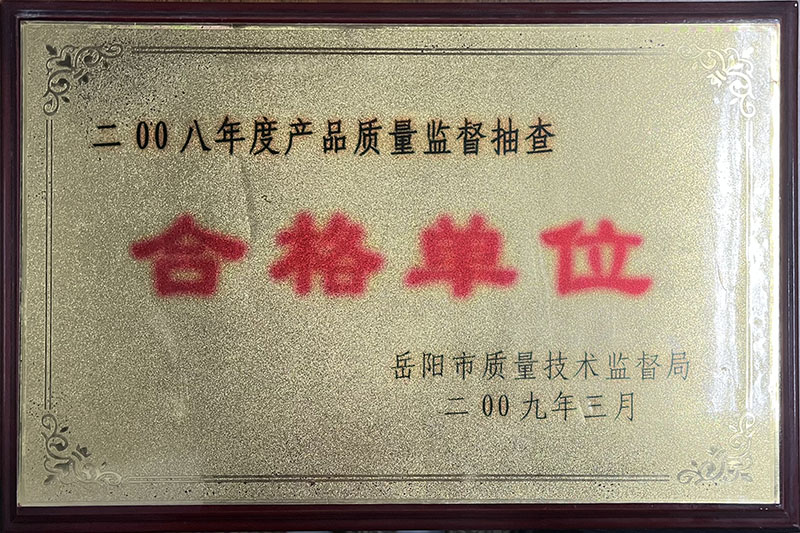 二00八年度产品质量监督抽查
合格单位
岳阳市质量技术监督局
二00九年三月